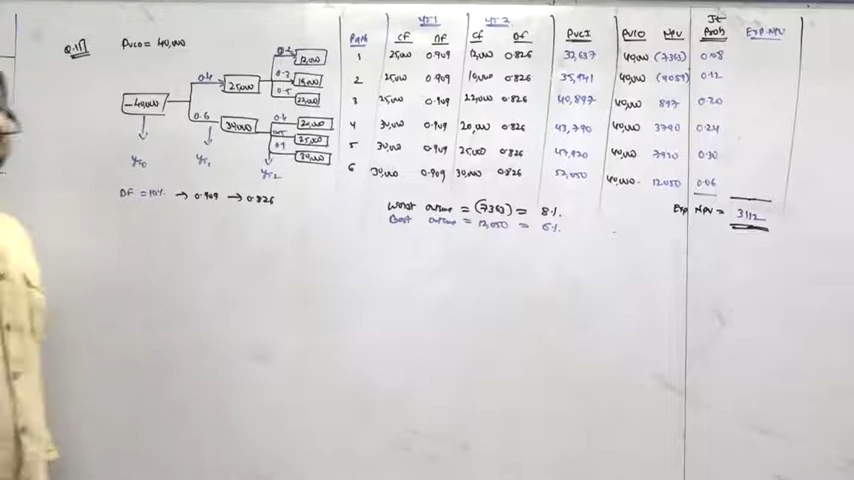 Q.17 PVCO = 40,000
yr-1 yr-2 Jt
Path CF DF CF DF PVCI PVCO NPV Prob EXP.NPV
1 25,000 0.909 12,000 0.826 32,637 40,000 (7363) 0.08
2 25,000 0.909 16,000 0.826 35,941 40,000 (4059) 0.12
3 25,000 0.909 22,000 0.826 40,897 40,000 897 0.20
4 30,000 0.909 20,000 0.826 43,790 40,000 3790 0.24
5 30,000 0.909 25,000 0.826 47,920 40,000 7920 0.30
6 30,000 0.909 30,000 0.826 52,050 40,000 12050 0.06
0.2 12,000
0.4 25,000 0.3 16,000
0.5 22,000
-40,000
0.6 30,000 0.4 20,000
0.5 25,000
0.1 30,000
yr0 yr1 yr2
DF = 10% → 0.909 → 0.826
Worst outcome = (7363) = 8%
Best outcome = 12,050 = 6%
Exp NPV = 3112